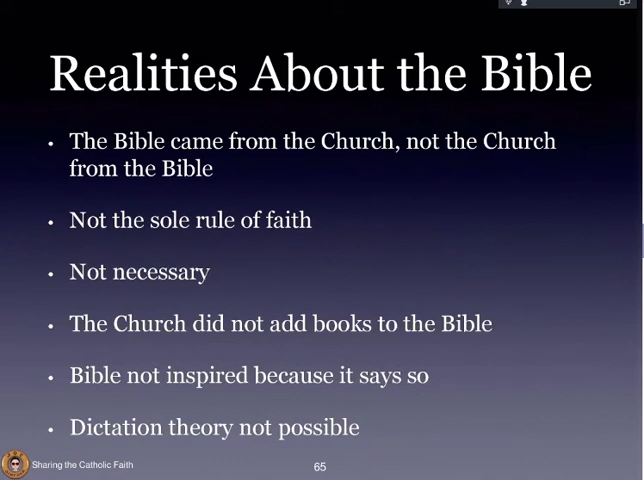 Realities About the Bible
• The Bible came from the Church, not the Church
from the Bible
• Not the sole rule of faith
• Not necessary
• The Church did not add books to the Bible
• Bible not inspired because it says so
• Dictation theory not possible
Sharing the Catholic Faith
65